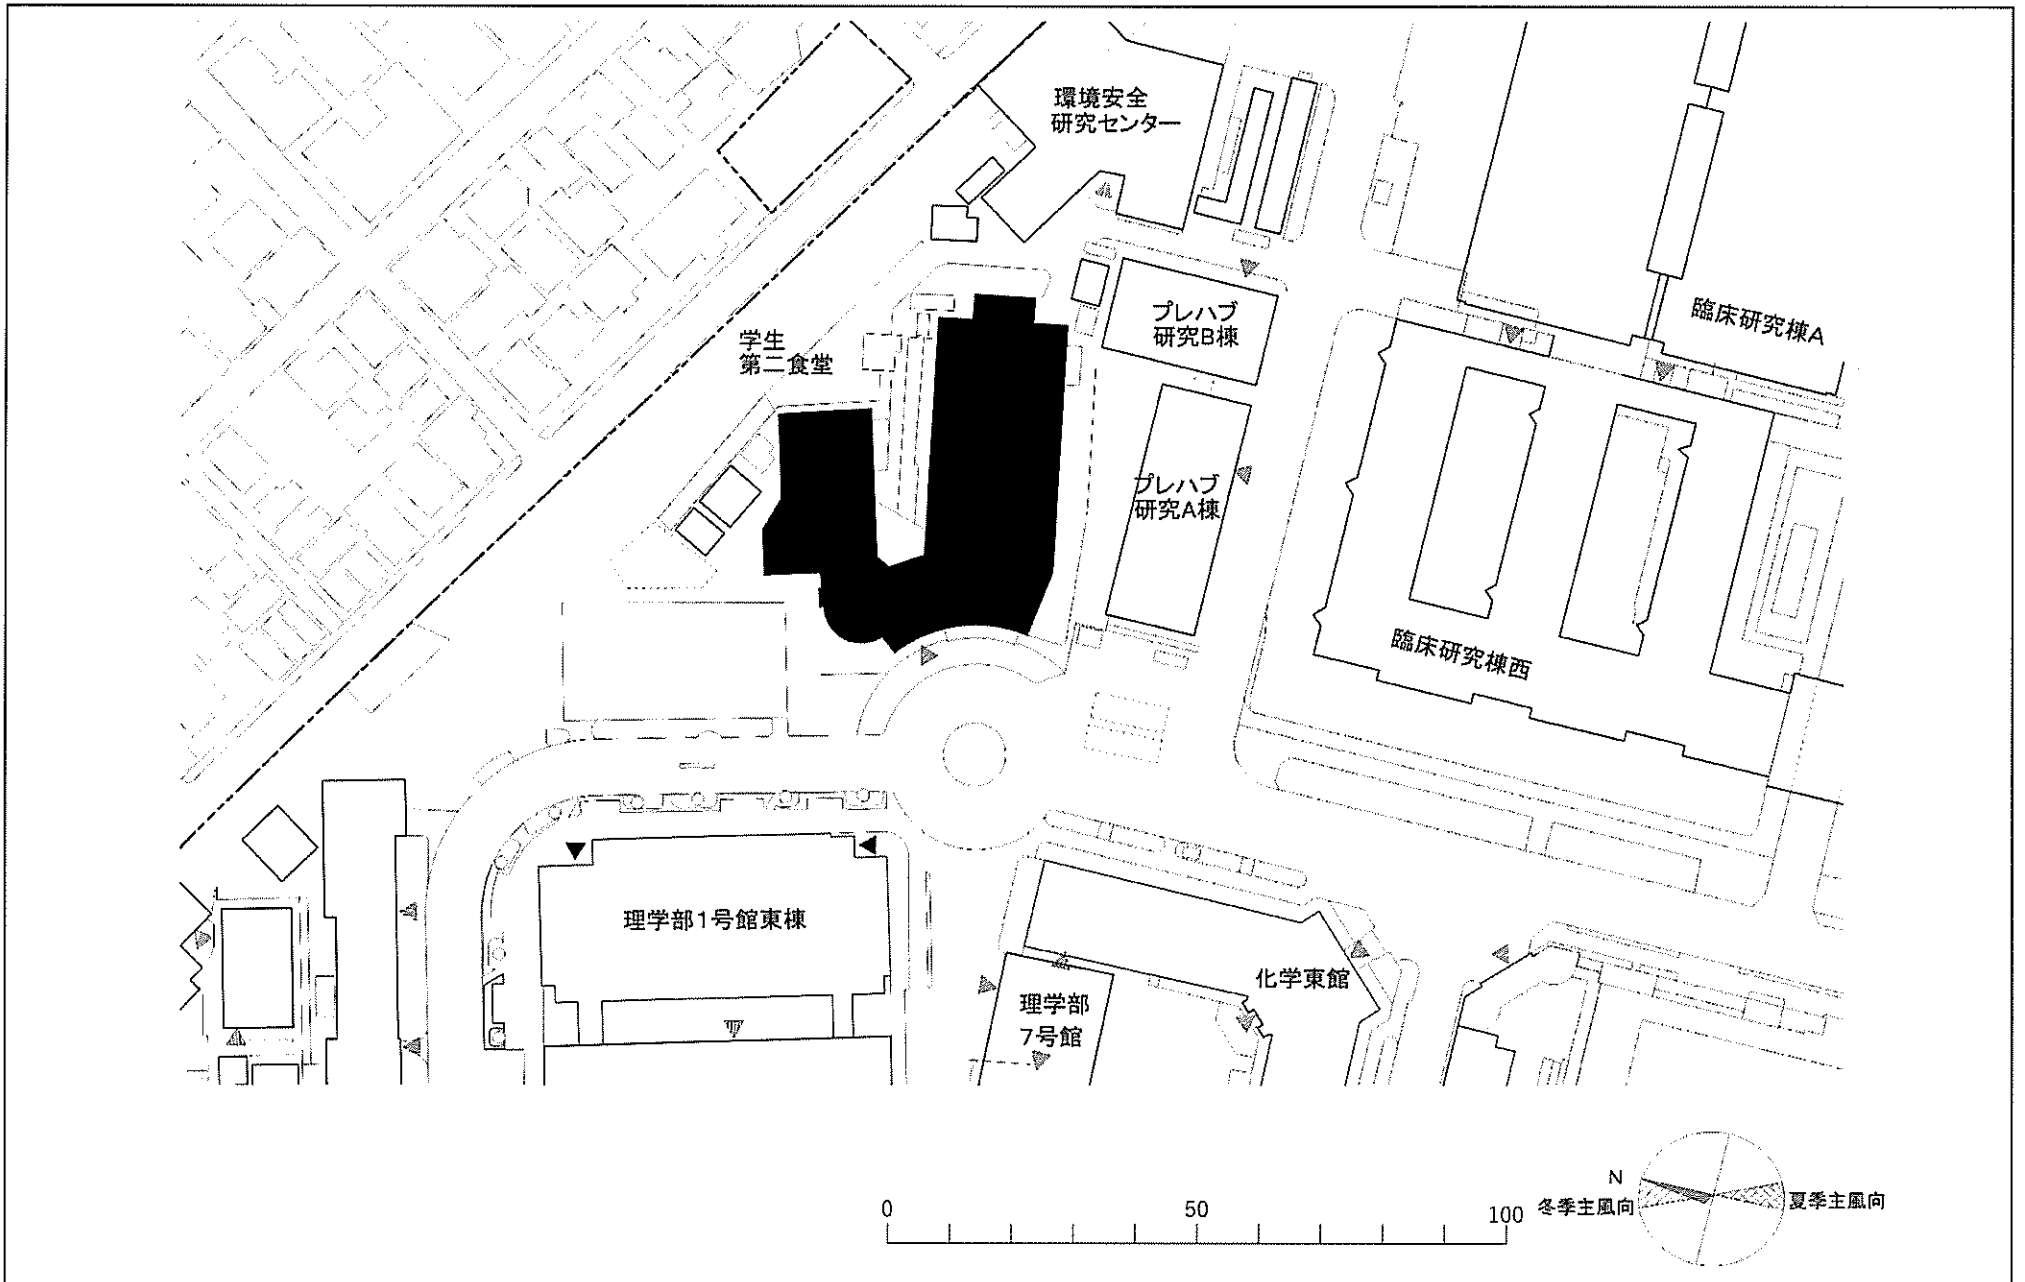 環境安全
研究センター
臨床研究棟A
プレハブ
研究B棟
学生
第二食堂
プレハブ
研究A棟
臨床研究棟西
理学部1号館東棟
化学東館
理学部
7号館
N
冬季主風向
夏季主風向
0
50
100